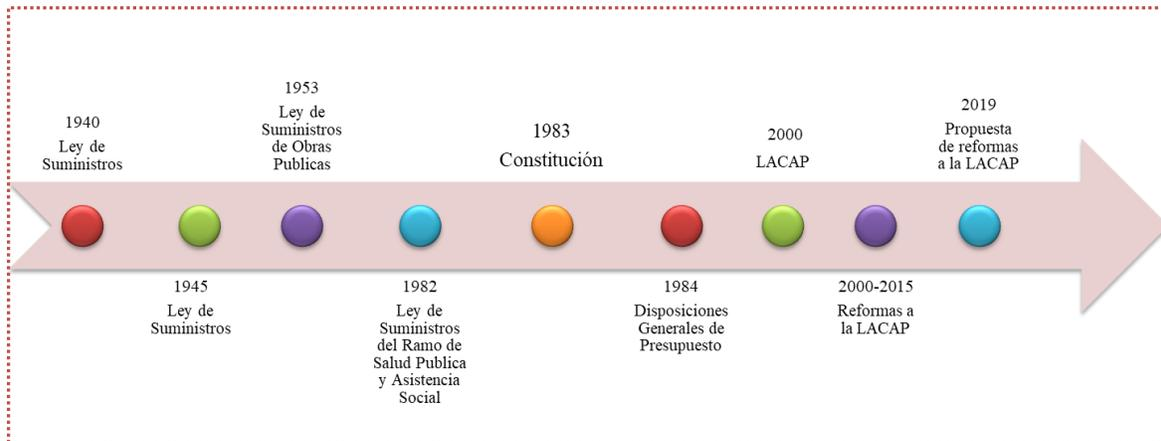 1940
Ley de
Suministros
1945
Ley de
Suministros
1953
Ley de
Suministros
de Obras
Publicas
1982
Ley de
Suministros
del Ramo de
Salud Publica
y Asistencia
Social
1983
Constitución
1984
Disposiciones
Generales de
Presupuesto
2000
LACAP
2000-2015
Reformas a
la LACAP
2019
Propuesta
de reformas
a la LACAP